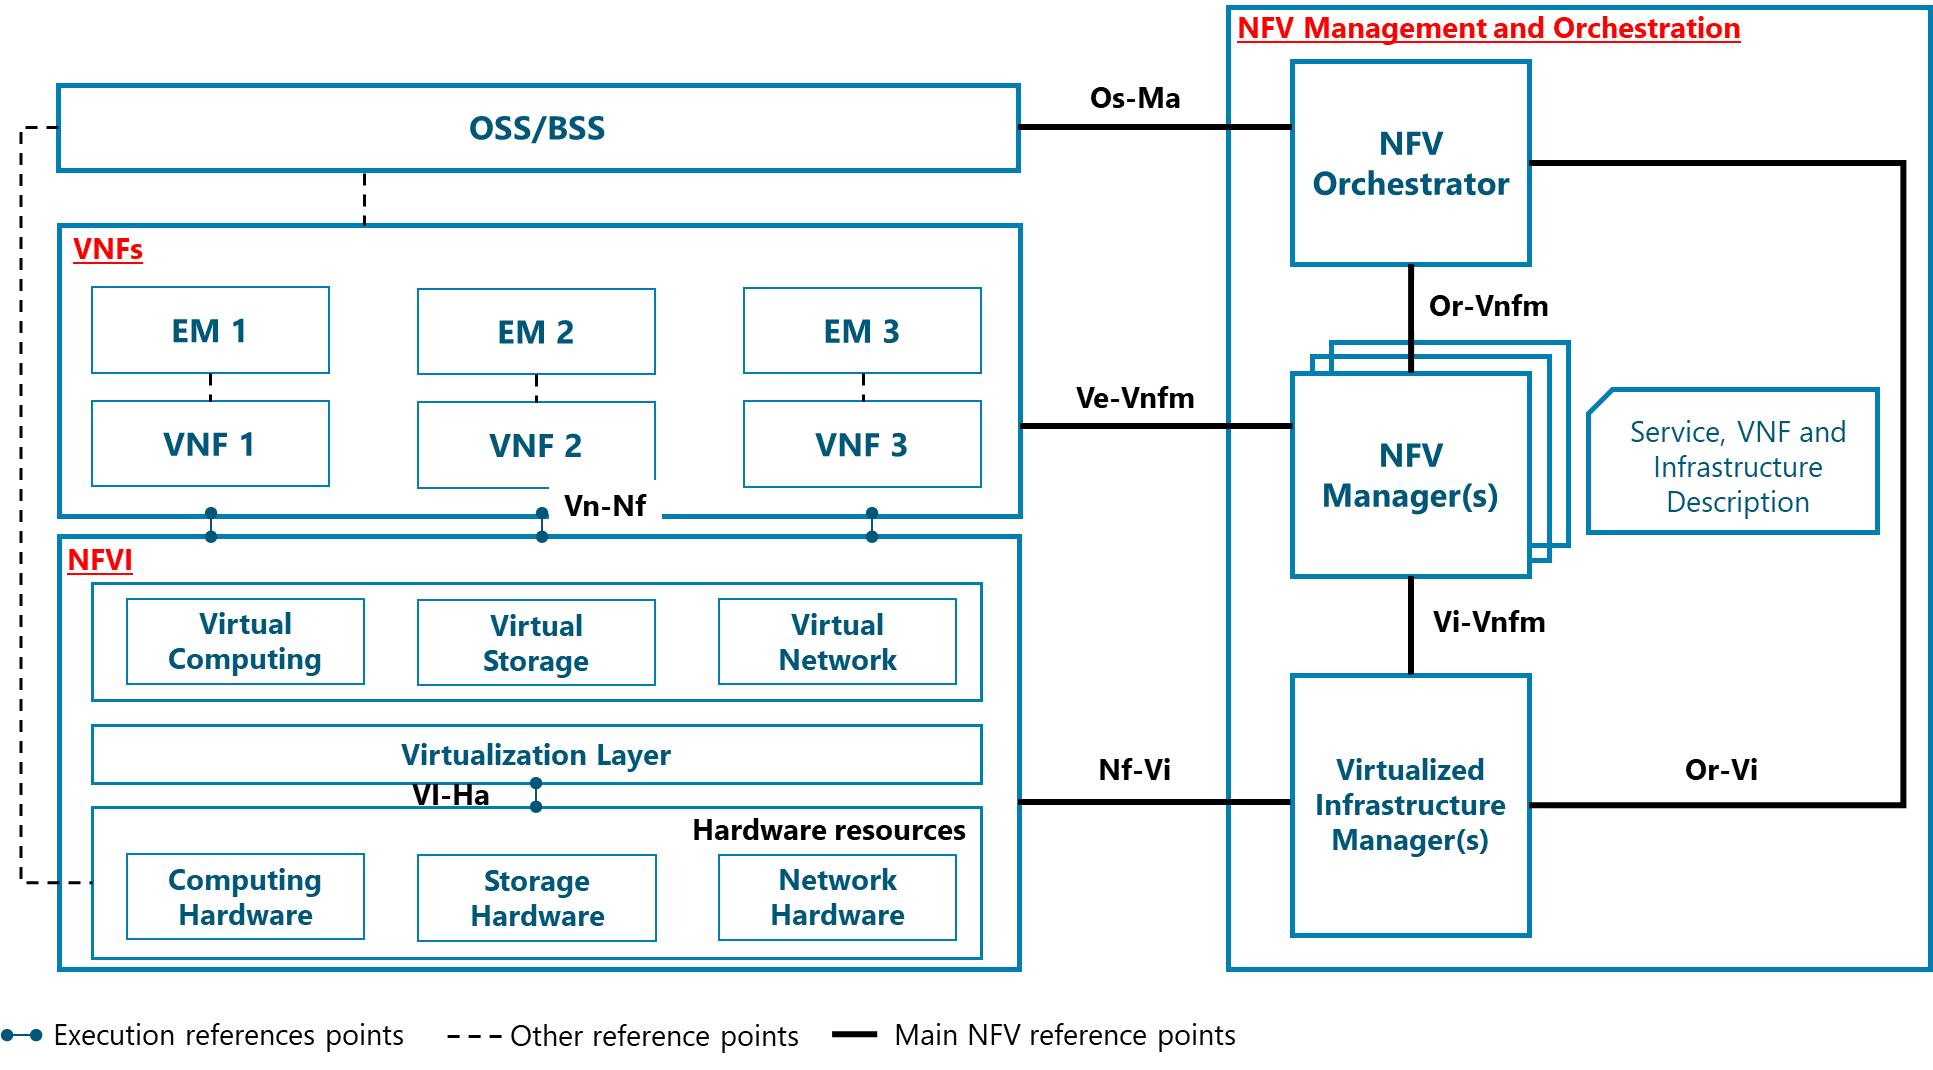 NFV Management and Orchestration
OSS/BSS
Os-Ma
NFV
Orchestrator
VNFs
EM 1
EM 2
EM 3
Or-Vnfm
VNF 1
VNF 2
VNF 3
Ve-Vnfm
NFV
Manager(s)
Service, VNF and
Infrastructure
Description
Vn-Nf
NFVI
Virtual
Computing
Virtual
Storage
Virtual
Network
Vi-Vnfm
Virtualization Layer
VI-Ha
Nf-Vi
Virtualized
Infrastructure
Manager(s)
Or-Vi
Hardware resources
Computing
Hardware
Storage
Hardware
Network
Hardware
Execution references points
Other reference points
Main NFV reference points